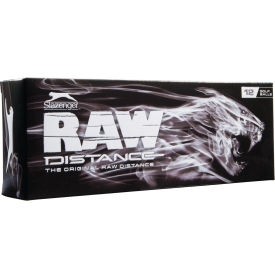 Slazenger
RAW
DISTANCE
THE ORIGINAL RAW DISTANCE
12 GOLF BALLS